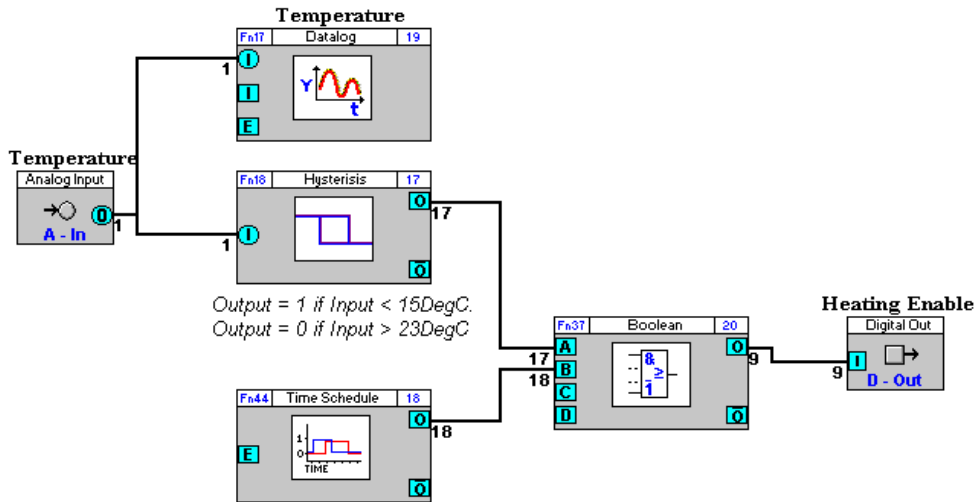 Temperature
Fn17 Datalog 19
I
1
I
Y
t
E
Temperature
Analog Input
O
A - In
1
Fn18 Hysterisis 17
O
17
I
1
O̅
Output = 1 if Input < 15DegC.
Output = 0 if Input > 23DegC
Fn37 Boolean 20
A
17
B
18
C
D
&
≥
1
O
9
O̅
Heating Enable
Digital Out
I
9
D - Out
Fn44 Time Schedule 18
O
18
1
0
TIME
E
O̅